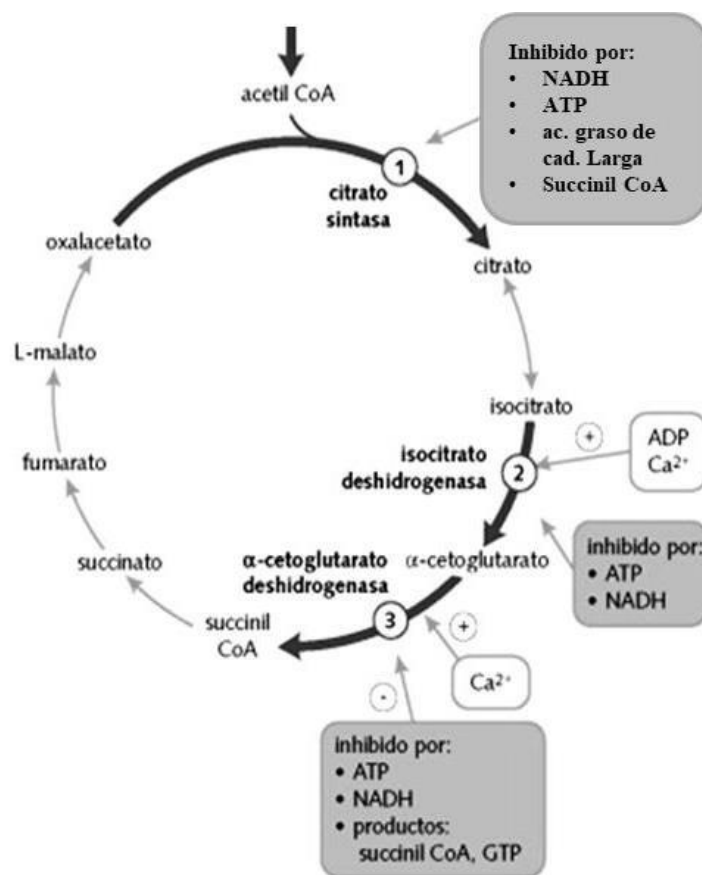 Inhibido por:
• NADH
• ATP
• ac. graso de
cad. Larga
• Succinil CoA
acetil CoA
1
citrato
sintasa
oxalacetato
citrato
L-malato
isocitrato
+
ADP
Ca²⁺
isocitrato
deshidrogenasa
2
fumarato
inhibido por:
• ATP
• NADH
α-cetoglutarato
deshidrogenasa
α-cetoglutarato
succinato
3
succinil
CoA
+
Ca²⁺
-
inhibido por:
• ATP
• NADH
• productos:
succinil CoA, GTP